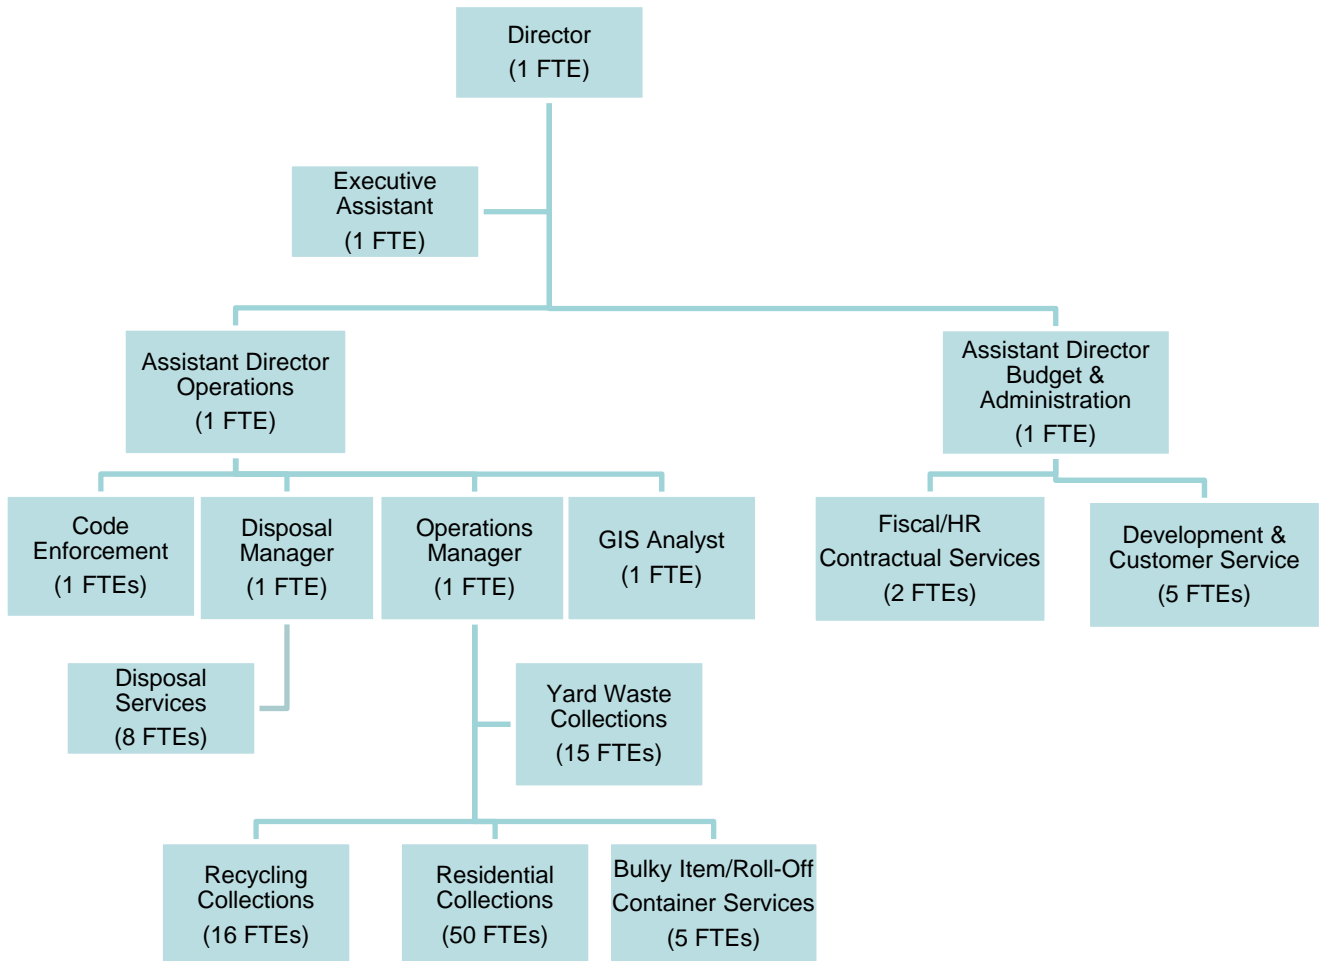 Director
(1 FTE)
Executive
Assistant
(1 FTE)
Assistant Director
Operations
(1 FTE)
Assistant Director
Budget &
Administration
(1 FTE)
Code
Enforcement
(1 FTEs)
Disposal
Manager
(1 FTE)
Operations
Manager
(1 FTE)
GIS Analyst
(1 FTE)
Fiscal/HR
Contractual Services
(2 FTEs)
Development &
Customer Service
(5 FTEs)
Disposal
Services
(8 FTEs)
Yard Waste
Collections
(15 FTEs)
Recycling
Collections
(16 FTEs)
Residential
Collections
(50 FTEs)
Bulky Item/Roll-Off
Container Services
(5 FTEs)